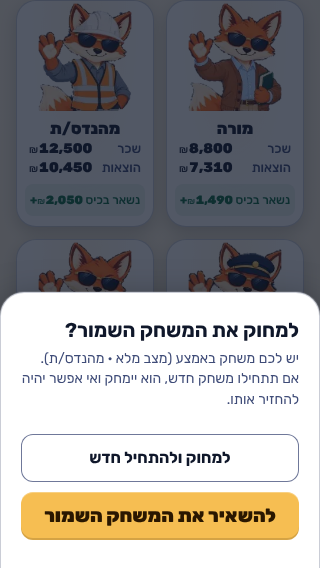 מהנדס/ת
מורה
שכר ₪12,500
שכר ₪8,800
הוצאות ₪10,450
הוצאות ₪7,310
נשאר בכיס ₪2,050+
נשאר בכיס ₪1,490+
למחוק את המשחק השמור?
יש לכם משחק באמצע (מצב מלא · מהנדס/ת).
אם תתחילו משחק חדש, הוא יימחק ואי אפשר יהיה
להחזיר אותו.
למחוק ולהתחיל חדש
להשאיר את המשחק השמור